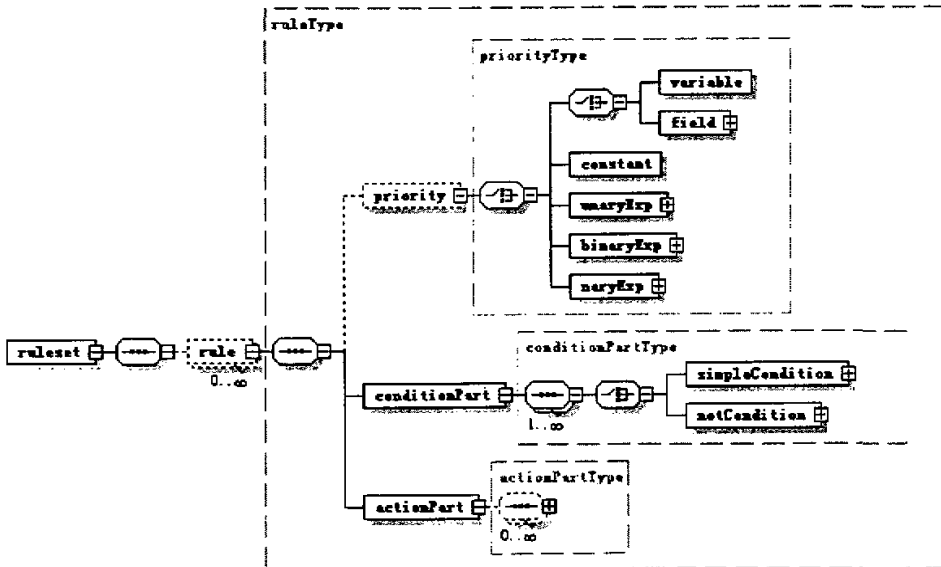 ruleType
priorityType
variable
field
constant
priority
unaryExp
binaryExp
naryExp
conditionPartType
ruleset
rule
0..∞
simpleCondition
conditionPart
notCondition
1..∞
actionPartType
actionPart
0..∞